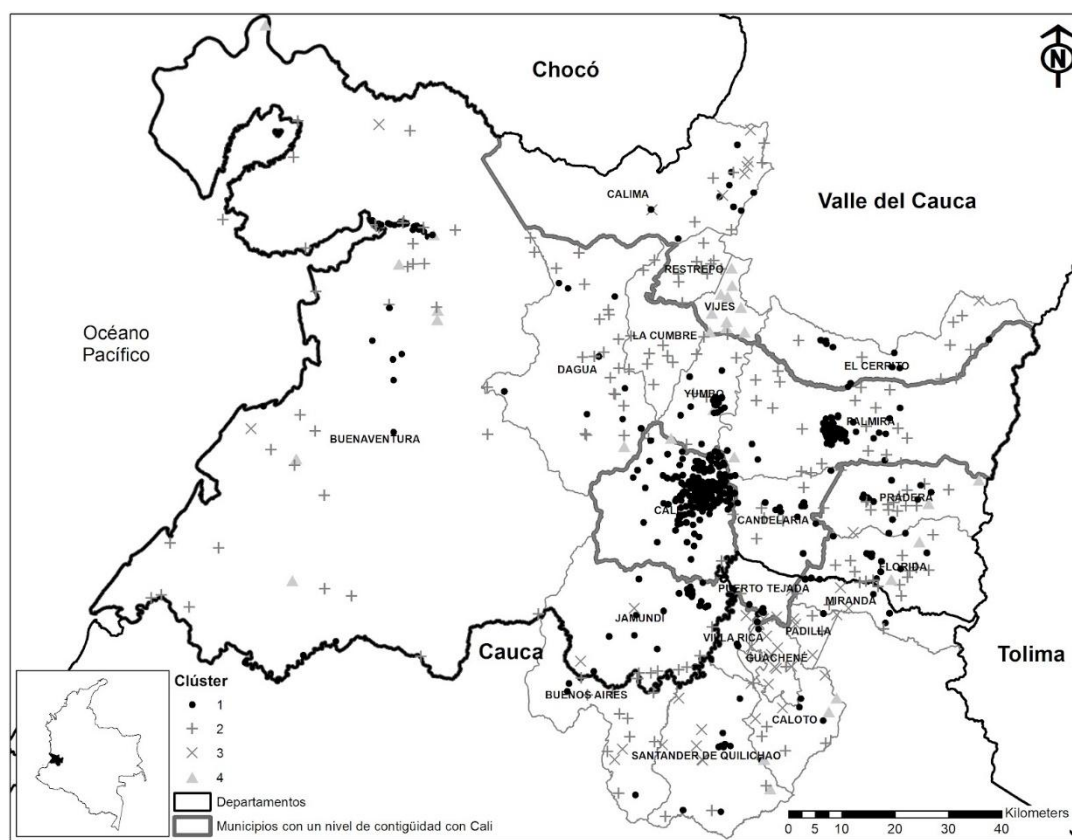 N
Chocó
CALIMA
Valle del Cauca
RESTREPO
VIJES
Océano
Pacífico
LA CUMBRE
DAGUA
EL CERRITO
YUMBO
PALMIRA
BUENAVENTURA
PRADERA
CALI
CANDELARIA
FLORIDA
PUERTO TEJADA
MIRANDA
JAMUNDÍ
VILLA RICA
PADILLA
Cauca
GUACHENÉ
Tolima
BUENOS AIRES
CALOTO
SANTANDER DE QUILICHAO
Clúster
1
2
3
4
Departamentos
Municipios con un nivel de contigüidad con Cali
Kilometers
0 5 10 20 30 40